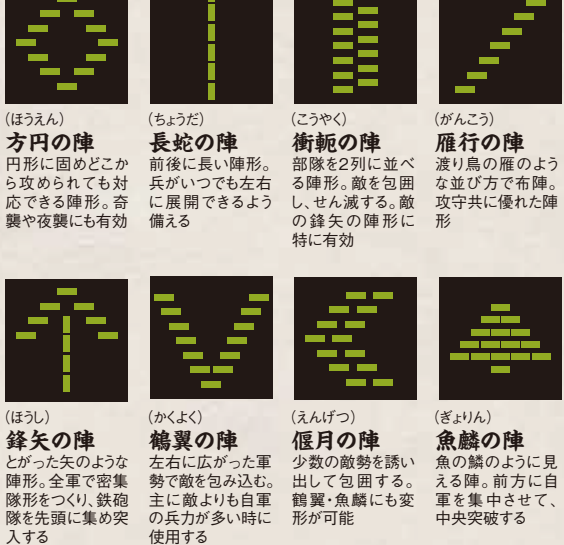 (ほうえん)
方円の陣
円形に固めどこか
ら攻められても対
応できる陣形。奇
襲や夜襲にも有効
(ちょうだ)
長蛇の陣
前後に長い陣形。
兵がいつでも左右
に展開できるよう
備える
(こうやく)
衝軛の陣
部隊を2列に並べ
る陣形。敵を包囲
し、せん滅する。敵
の鋒矢の陣形に
特に有効
(がんこう)
雁行の陣
渡り鳥の雁のよう
な並び方で布陣。
攻守共に優れた陣
形
(ほうし)
鋒矢の陣
とがった矢のような
陣形。全軍で密集
隊形をつくり、鉄砲
隊を先頭に集め突
入する
(かくよく)
鶴翼の陣
左右に広がった軍
勢で敵を包み込む。
主に敵よりも自軍
の兵力が多い時に
使用する
(えんげつ)
偃月の陣
少数の敵勢を誘い
出して包囲する。
鶴翼・魚麟にも変
形が可能
(ぎょりん)
魚麟の陣
魚の鱗のように見
える陣。前方に自
軍を集中させて、
中央突破する